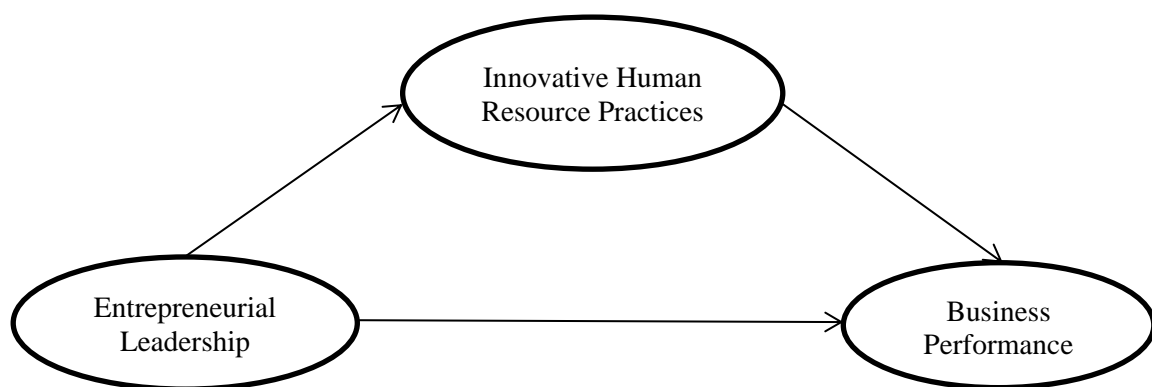 Innovative Human
Resource Practices
Entrepreneurial
Leadership
Business
Performance